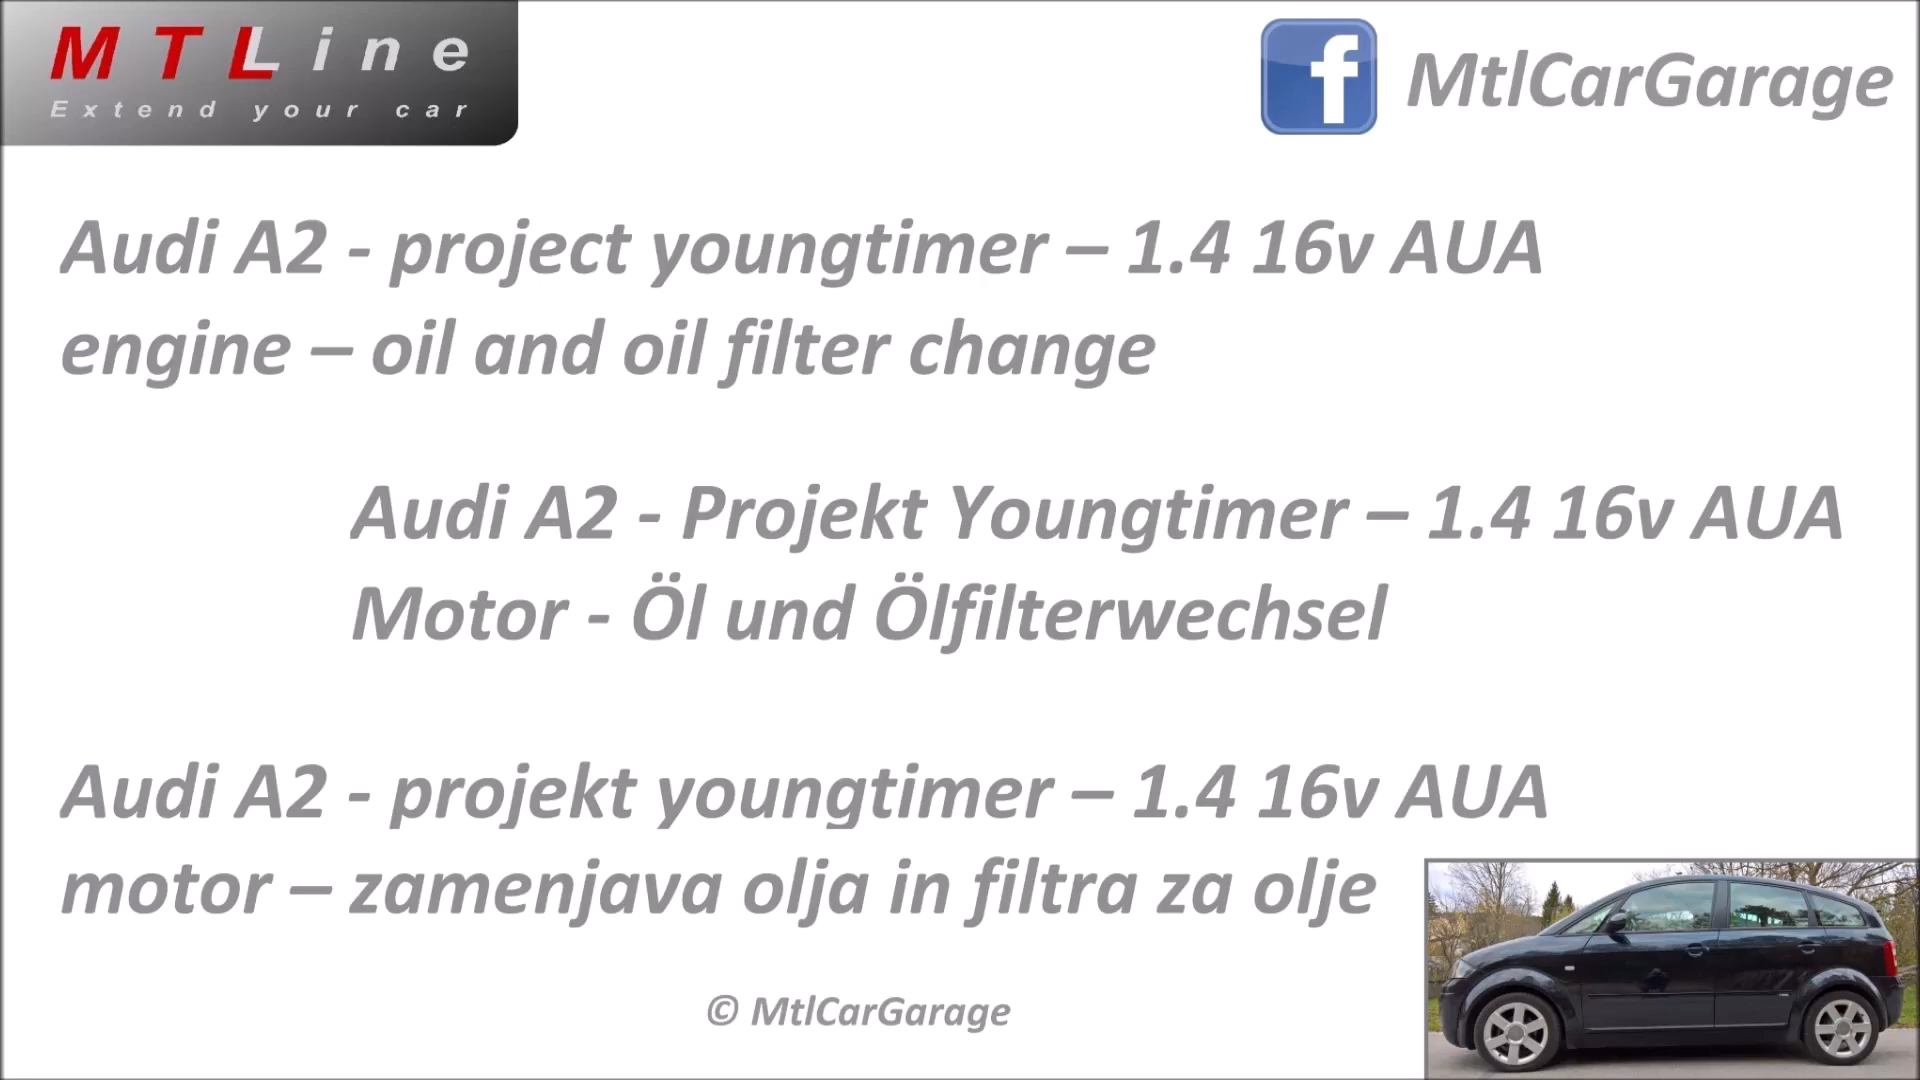 MTLine
Extend your car
f MtlCarGarage
Audi A2 - project youngtimer – 1.4 16v AUA
engine – oil and oil filter change
Audi A2 - Projekt Youngtimer – 1.4 16v AUA
Motor - Öl und Ölfilterwechsel
Audi A2 - projekt youngtimer – 1.4 16v AUA
motor – zamenjava olja in filtra za olje
© MtlCarGarage